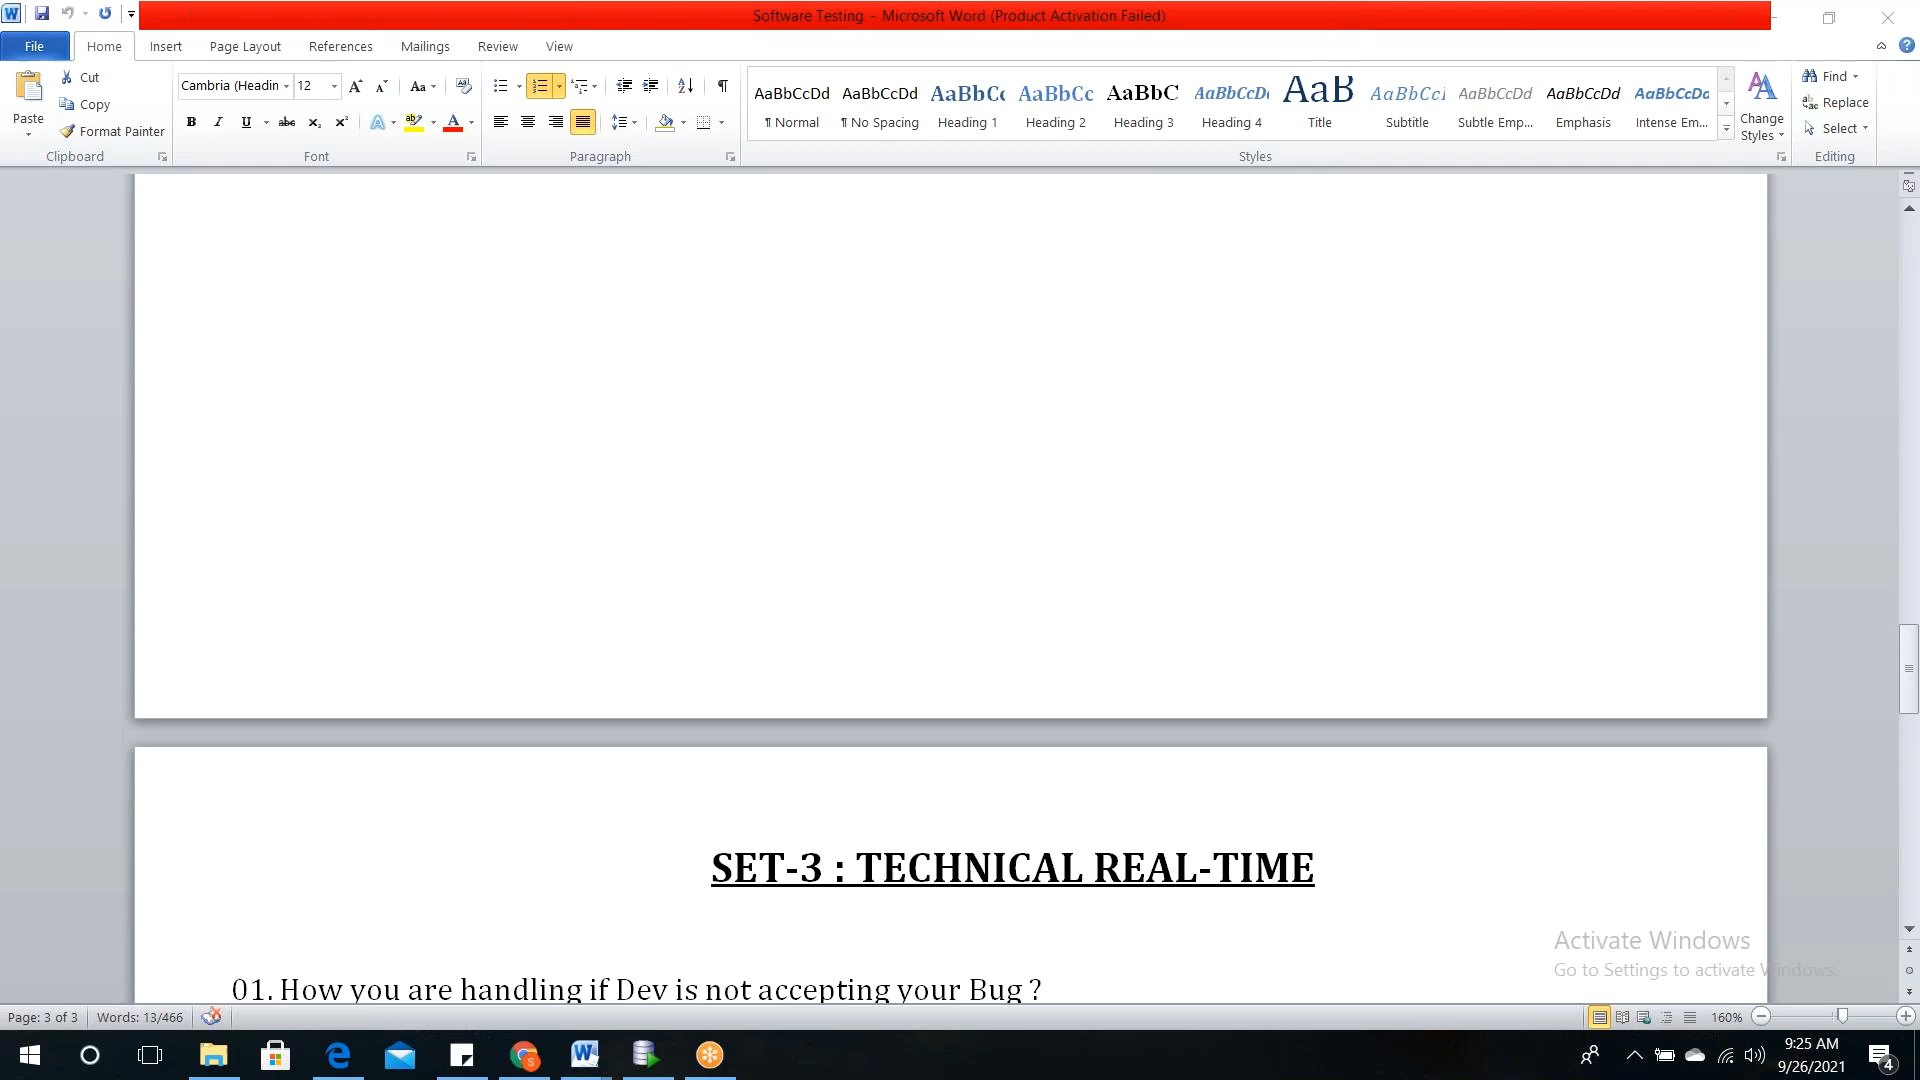 Software Testing - Microsoft Word (Product Activation Failed)
File Home Insert Page Layout References Mailings Review View
Paste
Cut
Copy
Format Painter
Clipboard
Cambria (Headin 12
Font
Paragraph
AaBbCcDd AaBbCcDd AaBbCc AaBbCc AaBbC AaBbCcDd AaB AaBbCcI AaBbCcDd AaBbCcDd AaBbCcDd
¶ Normal ¶ No Spacing Heading 1 Heading 2 Heading 3 Heading 4 Title Subtitle Subtle Emp... Emphasis Intense Em...
Styles
Change
Styles
Find
Replace
Select
Editing
SET-3 : TECHNICAL REAL-TIME
01. How you are handling if Dev is not accepting your Bug ?
Activate Windows
Go to Settings to activate Windows.
Page: 3 of 3 Words: 13/466
160%
9:25 AM
9/26/2021
4